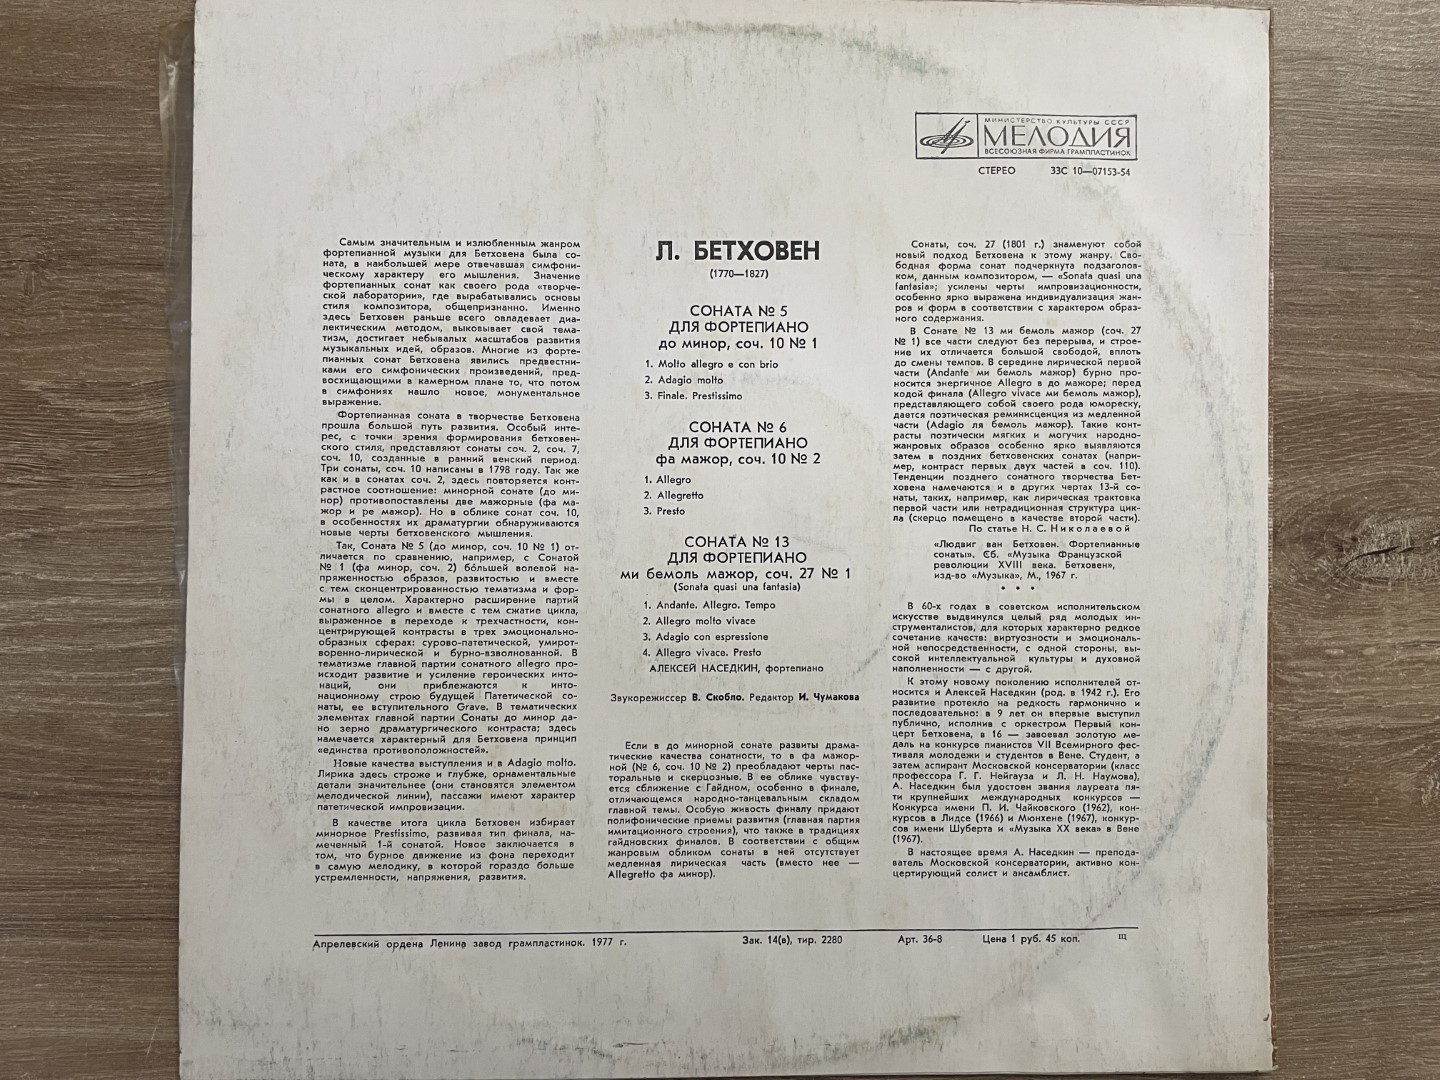 МИНИСТЕРСТВО КУЛЬТУРЫ СССР
МЕЛОДИЯ
ВСЕСОЮЗНАЯ ФИРМА ГРАМПЛАСТИНОК
СТЕРЕО 33С 10—07153-54
Самым значительным и излюбленным жанром
фортепианной музыки для Бетховена была со-
ната, в наибольшей мере отвечавшая симфони-
ческому характеру его мышления. Значение
фортепианных сонат как своего рода «творче-
ской лаборатории», где вырабатывались основы
стиля композитора, общепризнанно. Именно
здесь Бетховен раньше всего овладевает диа-
лектическим методом, выковывает свой тема-
тизм, достигает небывалых масштабов развития
музыкальных идей, образов. Многие из форте-
пианных сонат Бетховена явились предвестни-
ками его симфонических произведений, пред-
восхищающими в камерном плане то, что потом
в симфониях нашло новое, монументальное
выражение.
Фортепианная соната в творчестве Бетховена
прошла большой путь развития. Особый инте-
рес, с точки зрения формирования бетховен-
ского стиля, представляют сонаты соч. 2, соч. 7,
соч. 10, созданные в ранний венский период.
Три сонаты, соч. 10 написаны в 1798 году. Так же
как и в сонатах соч. 2, здесь повторяется конт-
растное соотношение: минорной сонате (до ми-
нор) противопоставлены две мажорные (фа ма-
жор и ре мажор). Но в облике сонат соч. 10,
в особенностях их драматургии обнаруживаются
новые черты бетховенского мышления.
Так, Соната № 5 (до минор, соч. 10 № 1) от-
личается по сравнению, например, с Сонатой
№ 1 (фа минор, соч. 2) бо́льшей волевой на-
пряженностью образов, развитостью и вместе
с тем сконцентрированностью тематизма и фор-
мы в целом. Характерно расширение партий
сонатного allegro и вместе с тем сжатие цикла,
выраженное в переходе к трехчастности, кон-
центрирующей контрасты в трех эмоционально-
образных сферах: сурово-патетической, умирот-
воренно-лирической и бурно-взволнованной. В
тематизме главной партии сонатного allegro про-
исходит развитие и усиление героических инто-
наций, они приближаются к инто-
национному строю будущей Патетической со-
наты, ее вступительного Grave. В тематических
элементах главной партии Сонаты до минор да-
но зерно драматургического контраста; здесь
намечается характерный для Бетховена принцип
«единства противоположностей».
Новые качества выступления и в Adagio molto.
Лирика здесь строже и глубже, орнаментальные
детали значительнее (они становятся элементом
мелодической линии), пассажи имеют характер
патетической импровизации.
В качестве итога цикла Бетховен избирает
минорное Prestissimo, развивая тип финала, на-
меченный 1-й сонатой. Новое заключается в
том, что бурное движение из фона переходит
в самую мелодику, в которой гораздо больше
устремленности, напряжения, развития.
Л. БЕТХОВЕН
(1770—1827)
СОНАТА № 5
ДЛЯ ФОРТЕПИАНО
до минор, соч. 10 № 1
1. Molto allegro e con brio
2. Adagio molto
3. Finale. Prestissimo
СОНАТА № 6
ДЛЯ ФОРТЕПИАНО
фа мажор, соч. 10 № 2
1. Allegro
2. Allegretto
3. Presto
СОНАТА № 13
ДЛЯ ФОРТЕПИАНО
ми бемоль мажор, соч. 27 № 1
(Sonata quasi una fantasia)
1. Andante. Allegro. Tempo
2. Allegro molto vivace
3. Adagio con espressione
4. Allegro vivace. Presto
АЛЕКСЕЙ НАСЕДКИН, фортепиано
Звукорежиссер В. Скобло. Редактор И. Чумакова
Если в до минорной сонате развиты драма-
тические качества сонатности, то в фа мажор-
ной (№ 6, соч. 10 № 2) преобладают черты пас-
торальные и скерцозные. В ее облике чувству-
ется сближение с Гайдном, особенно в финале,
отличающемся народно-танцевальным складом
главной темы. Особую живость финалу придают
полифонические приемы развития (главная партия
имитационного строения), что также в традициях
гайдновских финалов. В соответствии с общим
жанровым обликом сонаты в ней отсутствует
медленная лирическая часть (вместо нее —
Allegretto фа минор).
Сонаты, соч. 27 (1801 г.) знаменуют собой
новый подход Бетховена к этому жанру. Сво-
бодная форма сонат подчеркнута подзаголов-
ком, данным композитором, — «Sonata quasi una
fantasia»; усилены черты импровизационности,
особенно ярко выражена индивидуализация жан-
ров и форм в соответствии с характером образ-
ного содержания.
В Сонате № 13 ми бемоль мажор (соч. 27
№ 1) все части следуют без перерыва, и строе-
ние их отличается большой свободой, вплоть
до смены темпов. В середине лирической первой
части (Andante ми бемоль мажор) бурно про-
носится энергичное Allegro в до мажоре; перед
кодой финала (Allegro vivace ми бемоль мажор),
представляющего собой своего рода юмореску,
дается поэтическая реминисценция из медленной
части (Adagio ля бемоль мажор). Такие конт-
расты поэтически мягких и могучих народно-
жанровых образов особенно ярко выявляются
затем в поздних бетховенских сонатах (напри-
мер, контраст первых двух частей в соч. 110).
Тенденции позднего сонатного творчества Бет-
ховена намечаются и в других чертах 13-й со-
наты, таких, например, как лирическая трактовка
первой части или нетрадиционная структура цик-
ла (скерцо помещено в качестве второй части).
По статье Н. С. Николаевой
«Людвиг ван Бетховен. Фортепианные
сонаты». Сб. «Музыка Французской
революции XVIII века. Бетховен»,
изд-во «Музыка», М., 1967 г.
• • •
В 60-х годах в советском исполнительском
искусстве выдвинулся целый ряд молодых ин-
струменталистов, для которых характерно редкое
сочетание качеств: виртуозности и эмоциональ-
ной непосредственности, с одной стороны, вы-
сокой интеллектуальной культуры и духовной
наполненности — с другой.
К этому новому поколению исполнителей от-
носится и Алексей Наседкин (род. в 1942 г.). Его
развитие протекло на редкость гармонично и
последовательно: в 9 лет он впервые выступил
публично, исполнив с оркестром Первый кон-
церт Бетховена, в 16 — завоевал золотую ме-
даль на конкурсе пианистов VII Всемирного фес-
тиваля молодежи и студентов в Вене. Студент, а
затем аспирант Московской консерватории (класс
профессора Г. Г. Нейгауза и Л. Н. Наумова),
А. Наседкин был удостоен звания лауреата пя-
ти крупнейших международных конкурсов —
Конкурса имени П. И. Чайковского (1962), кон-
курсов в Лидсе (1966) и Мюнхене (1967), конкур-
сов имени Шуберта и «Музыка XX века» в Вене
(1967).
В настоящее время А. Наседкин — препода-
ватель Московской консерватории, активно кон-
цертирующий солист и ансамблист.
Апрелевский ордена Ленина завод грампластинок. 1977 г. Зак. 14(в), тир. 2280 Арт. 36-8 Цена 1 руб. 45 коп. Щ